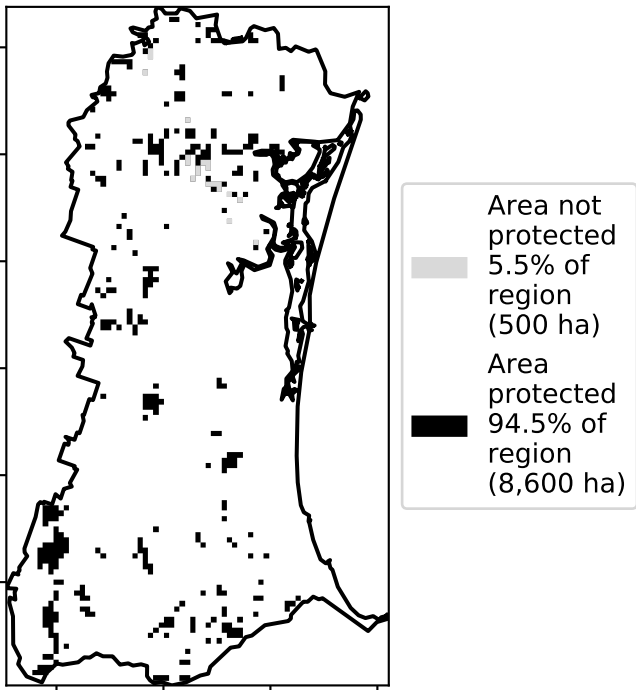 Area not
protected
5.5% of
region
(500 ha)
Area
protected
94.5% of
region
(8,600 ha)